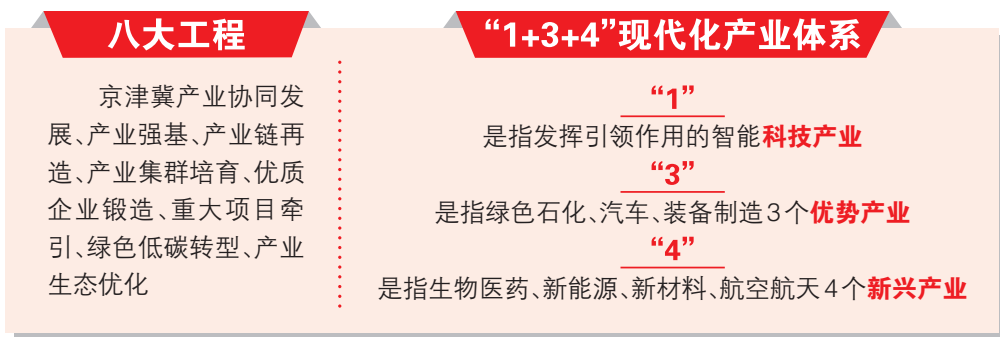 八大工程
京津冀产业协同发
展、产业强基、产业链再
造、产业集群培育、优质
企业锻造、重大项目牵
引、绿色低碳转型、产业
生态优化
“1+3+4”现代化产业体系
“1”
是指发挥引领作用的智能科技产业
“3”
是指绿色石化、汽车、装备制造3个优势产业
“4”
是指生物医药、新能源、新材料、航空航天4个新兴产业